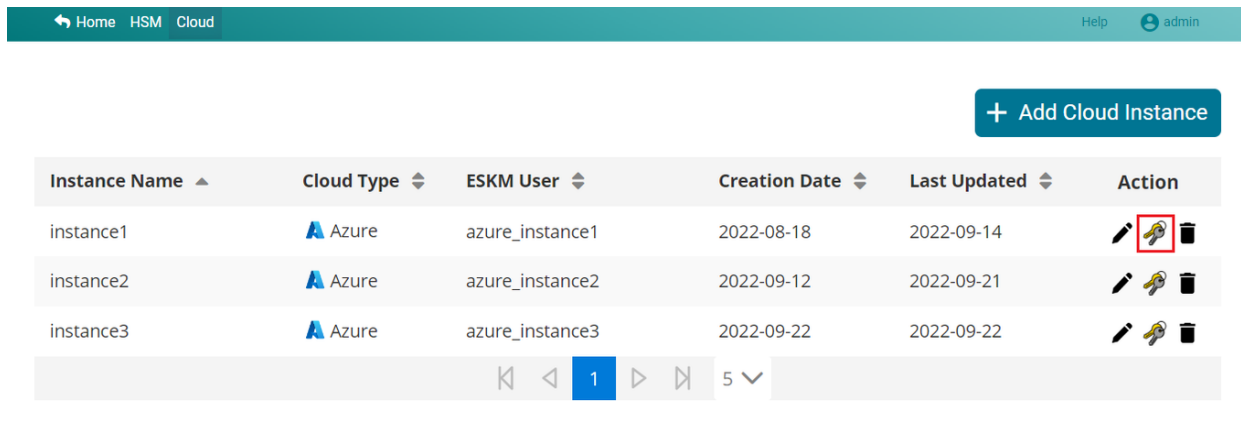 Home HSM Cloud Help admin
+ Add Cloud Instance
Instance Name Cloud Type ESKM User Creation Date Last Updated Action
instance1 Azure azure_instance1 2022-08-18 2022-09-14
instance2 Azure azure_instance2 2022-09-12 2022-09-21
instance3 Azure azure_instance3 2022-09-22 2022-09-22
1 5